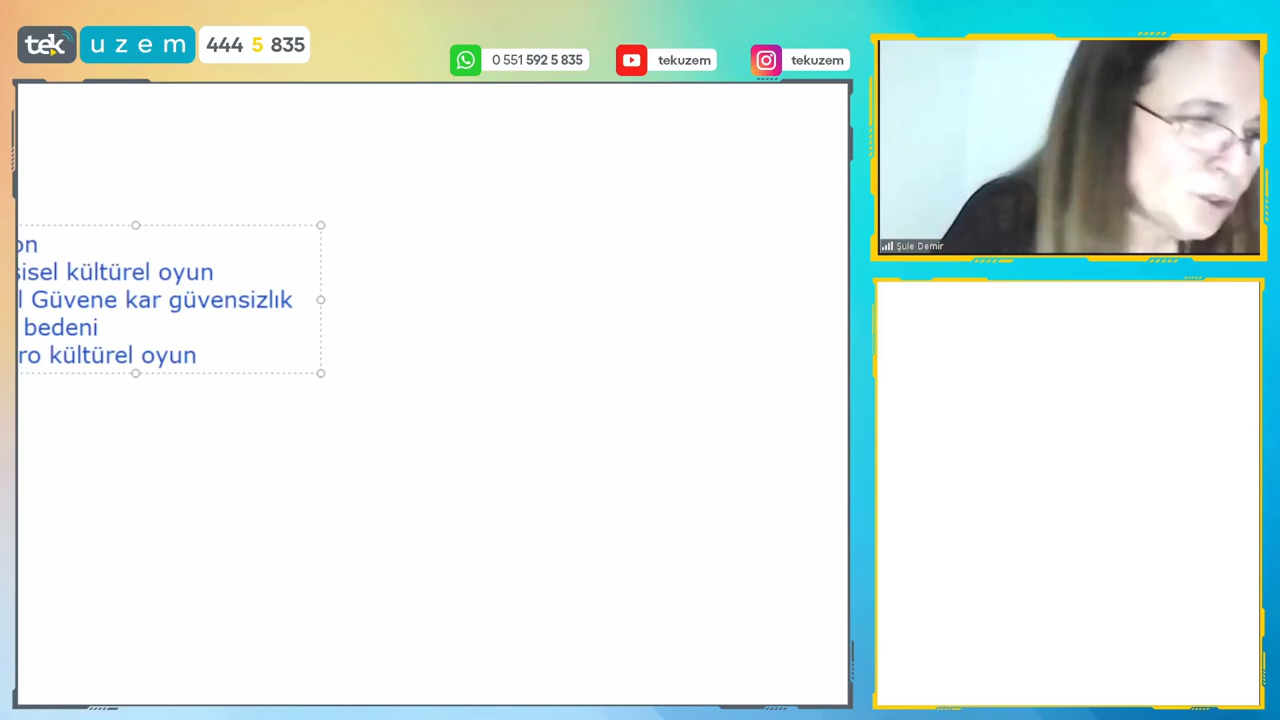 tek
uzem
444 5 835
0 551 592 5 835
tekuzem
tekuzem
Şule Demir
on
sisel kültürel oyun
l Güvene kar güvensizlık
bedeni
ro kültürel oyun